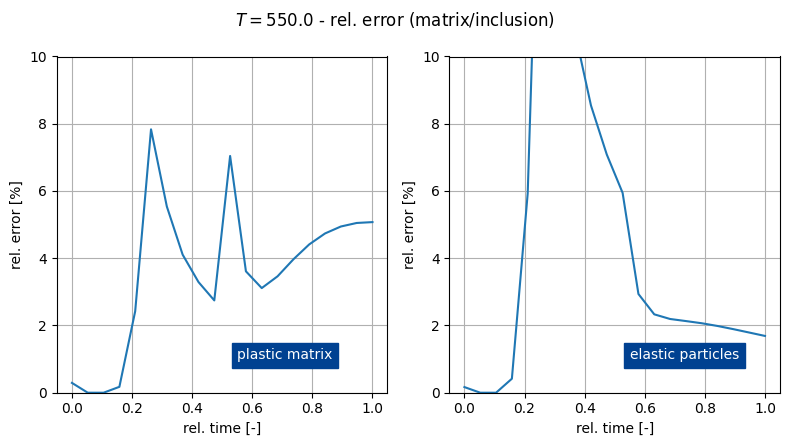 T = 550.0 - rel. error (matrix/inclusion)
10
8
6
4
2
0
rel. error [%]
plastic matrix
0.0 0.2 0.4 0.6 0.8 1.0
rel. time [-]
10
8
6
4
2
0
rel. error [%]
elastic particles
0.0 0.2 0.4 0.6 0.8 1.0
rel. time [-]